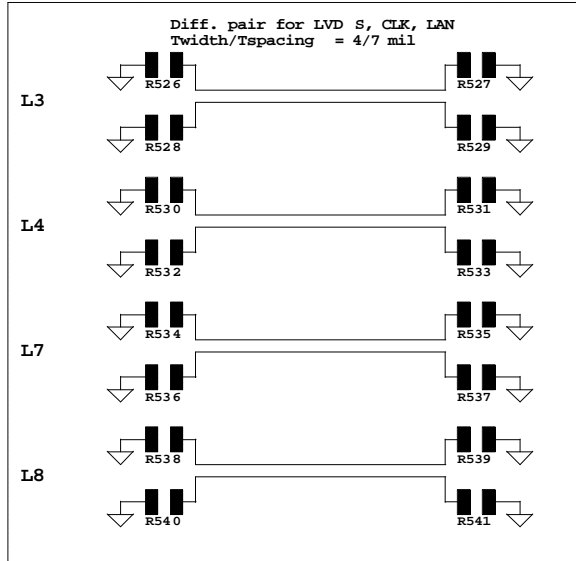 Diff. pair for LVD S, CLK, LAN
Twidth/Tspacing = 4/7 mil
R526 R527
L3
R528 R529
R530 R531
L4
R532 R533
R534 R535
L7
R536 R537
R538 R539
L8
R540 R541